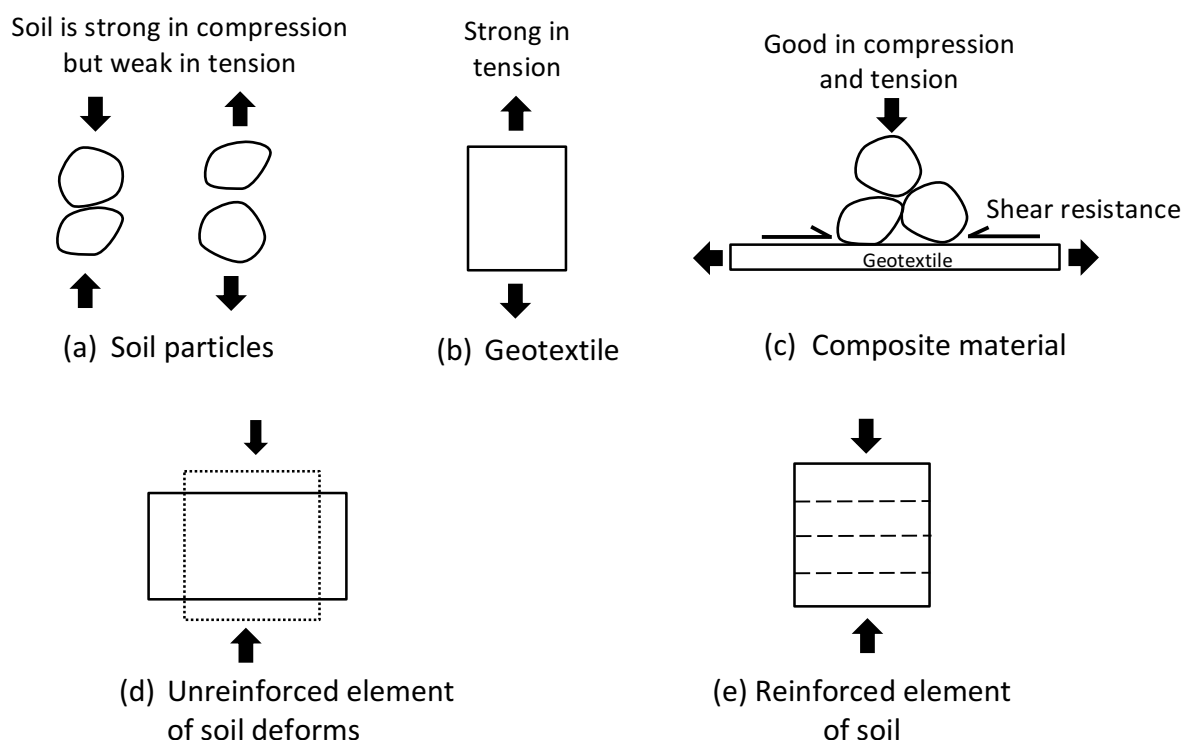 Soil is strong in compression
but weak in tension
Strong in
tension
Good in compression
and tension
Shear resistance
Geotextile
(a) Soil particles
(b) Geotextile
(c) Composite material
(d) Unreinforced element
of soil deforms
(e) Reinforced element
of soil